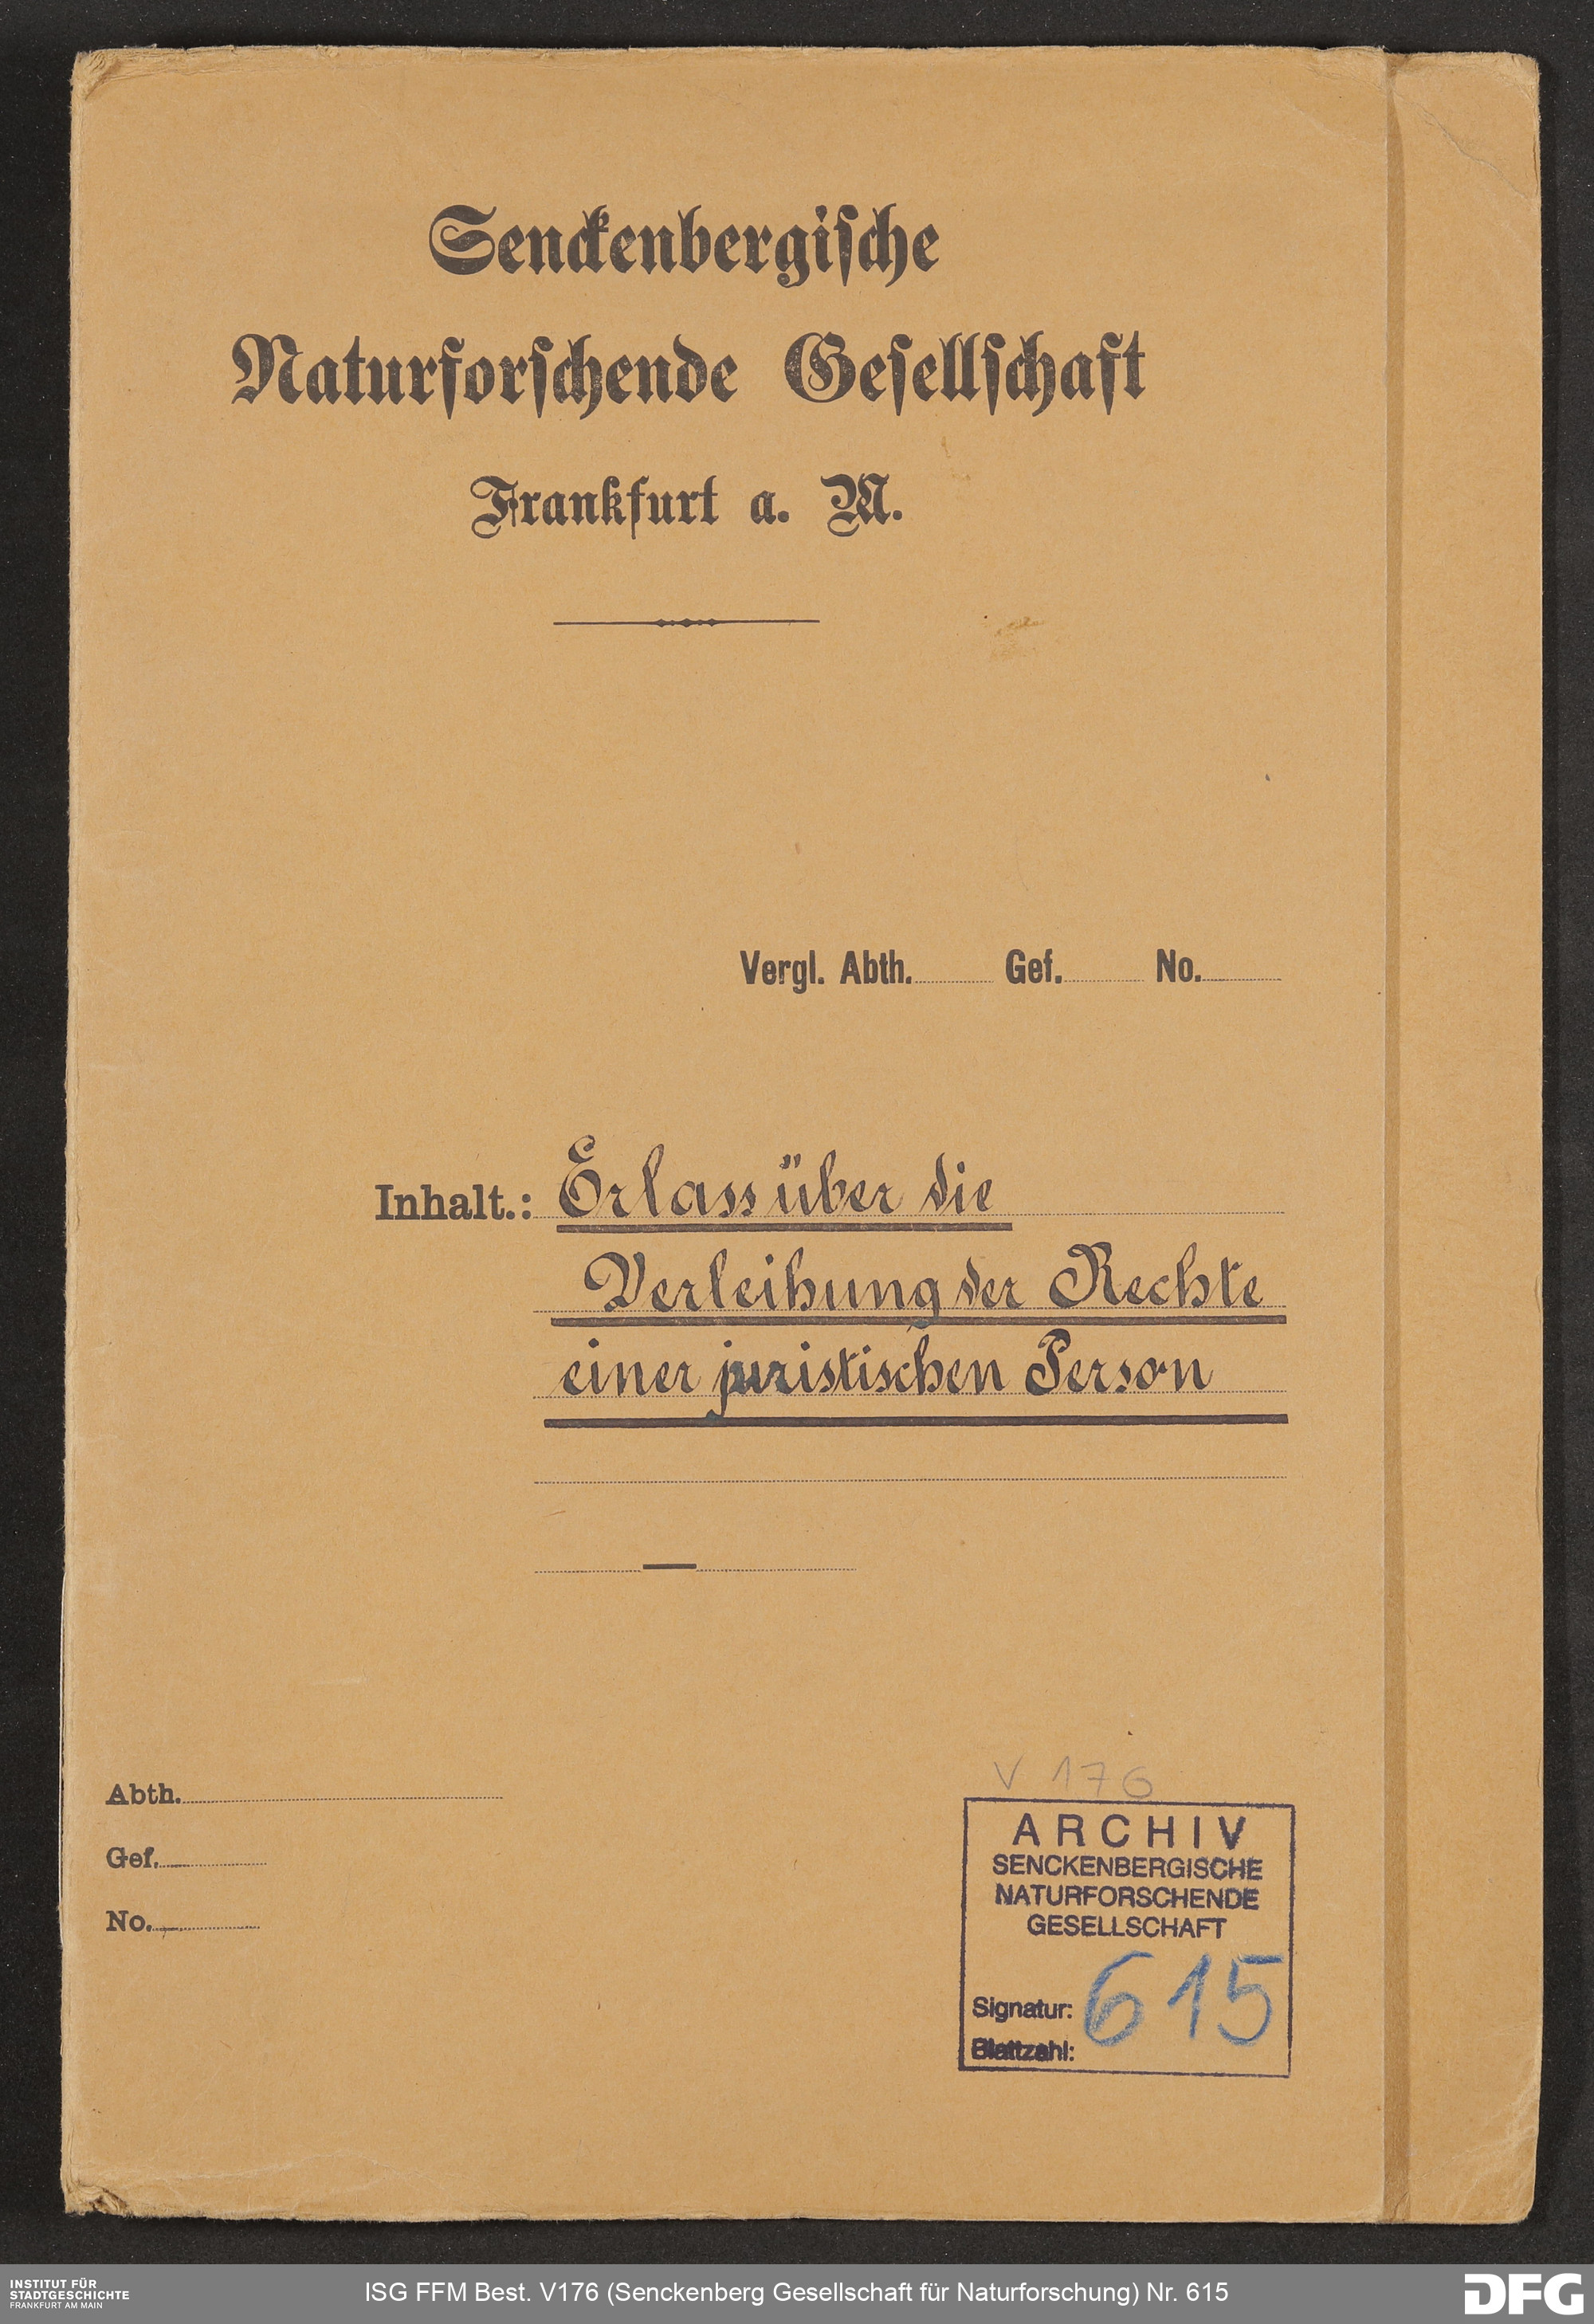 Senckenbergische
Naturforschende Gesellschaft
Frankfurt a. M.
Vergl. Abth. Gef. No.
Inhalt.: Erlass über die
Verleihung der Rechte
einer juristischen Person
Abth.
Gef.
No.
V 176
ARCHIV
SENCKENBERGISCHE
NATURFORSCHENDE
GESELLSCHAFT
Signatur: 615
Blattzahl:
INSTITUT FÜR
STADTGESCHICHTE
FRANKFURT AM MAIN
ISG FFM Best. V176 (Senckenberg Gesellschaft für Naturforschung) Nr. 615
DFG